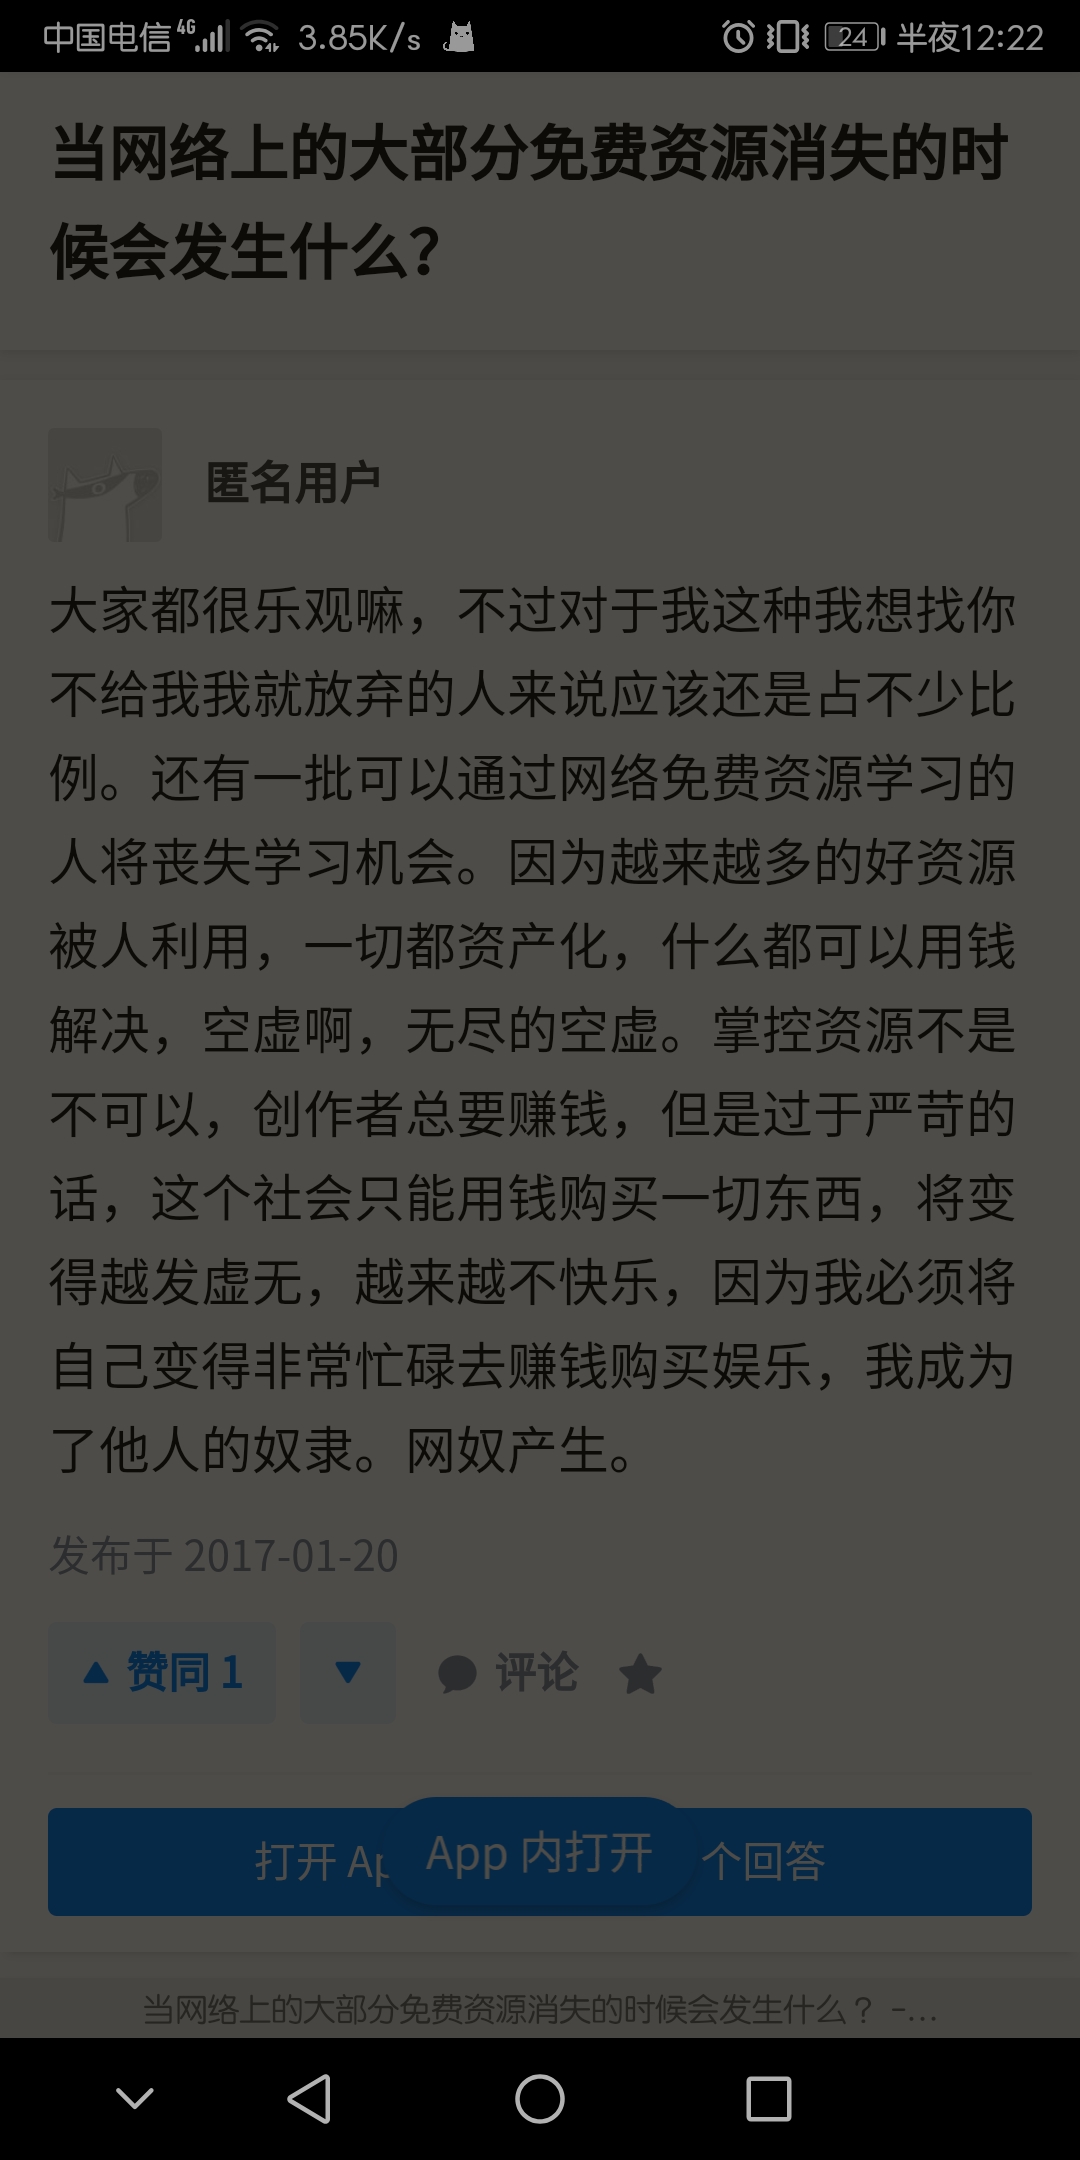 中国电信 4G 3.85K/s 24 半夜12:22
当网络上的大部分免费资源消失的时
候会发生什么?
匿名用户
大家都很乐观嘛，不过对于我这种我想找你
不给我我就放弃的人来说应该还是占不少比
例。还有一批可以通过网络免费资源学习的
人将丧失学习机会。因为越来越多的好资源
被人利用，一切都资产化，什么都可以用钱
解决，空虚啊，无尽的空虚。掌控资源不是
不可以，创作者总要赚钱，但是过于严苛的
话，这个社会只能用钱购买一切东西，将变
得越发虚无，越来越不快乐，因为我必须将
自己变得非常忙碌去赚钱购买娱乐，我成为
了他人的奴隶。网奴产生。
发布于 2017-01-20
赞同 1 评论
打开 Ap
App 内打开
个回答
当网络上的大部分免费资源消失的时候会发生什么？ -...